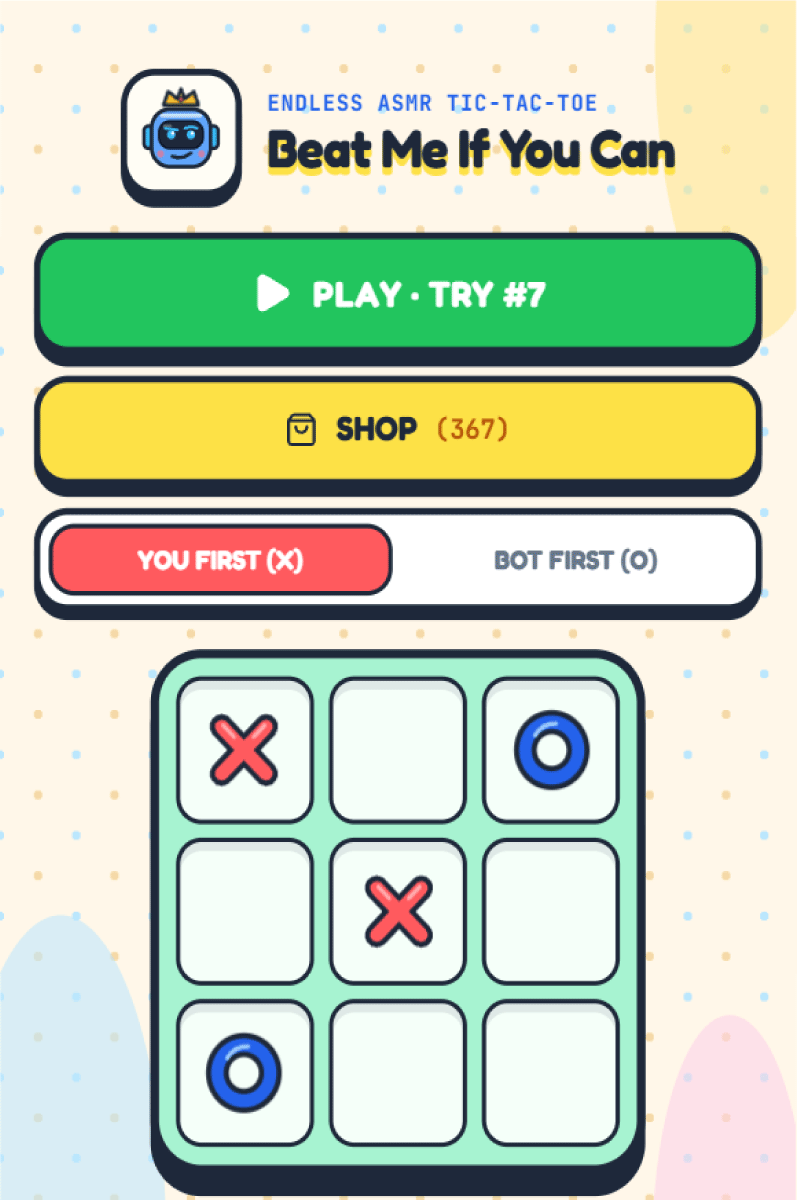 ENDLESS ASMR TIC-TAC-TOE
Beat Me If You Can
PLAY · TRY #7
SHOP (367)
YOU FIRST (X) BOT FIRST (O)